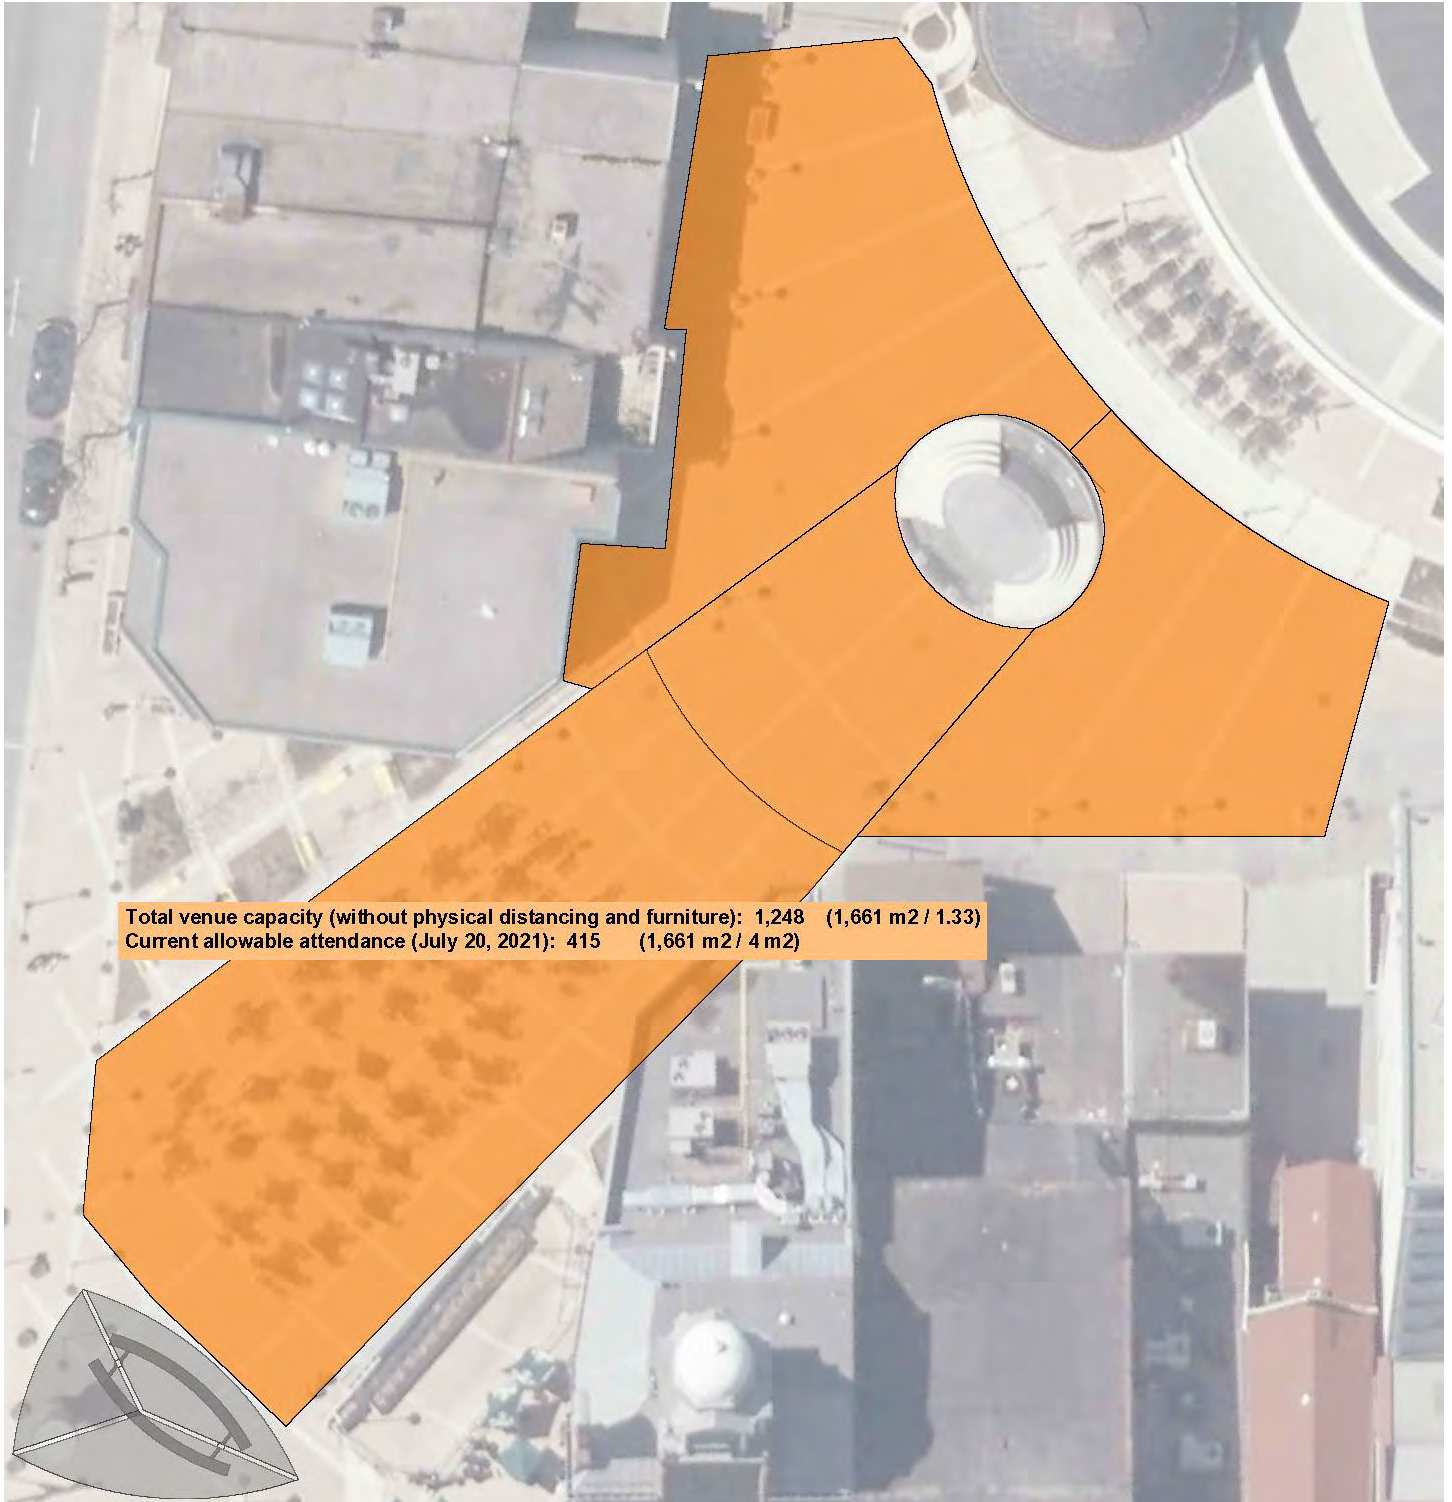 Total venue capacity (without physical distancing and furniture): 1,248 (1,661 m2 / 1.33)
Current allowable attendance (July 20, 2021): 415 (1,661 m2 / 4 m2)